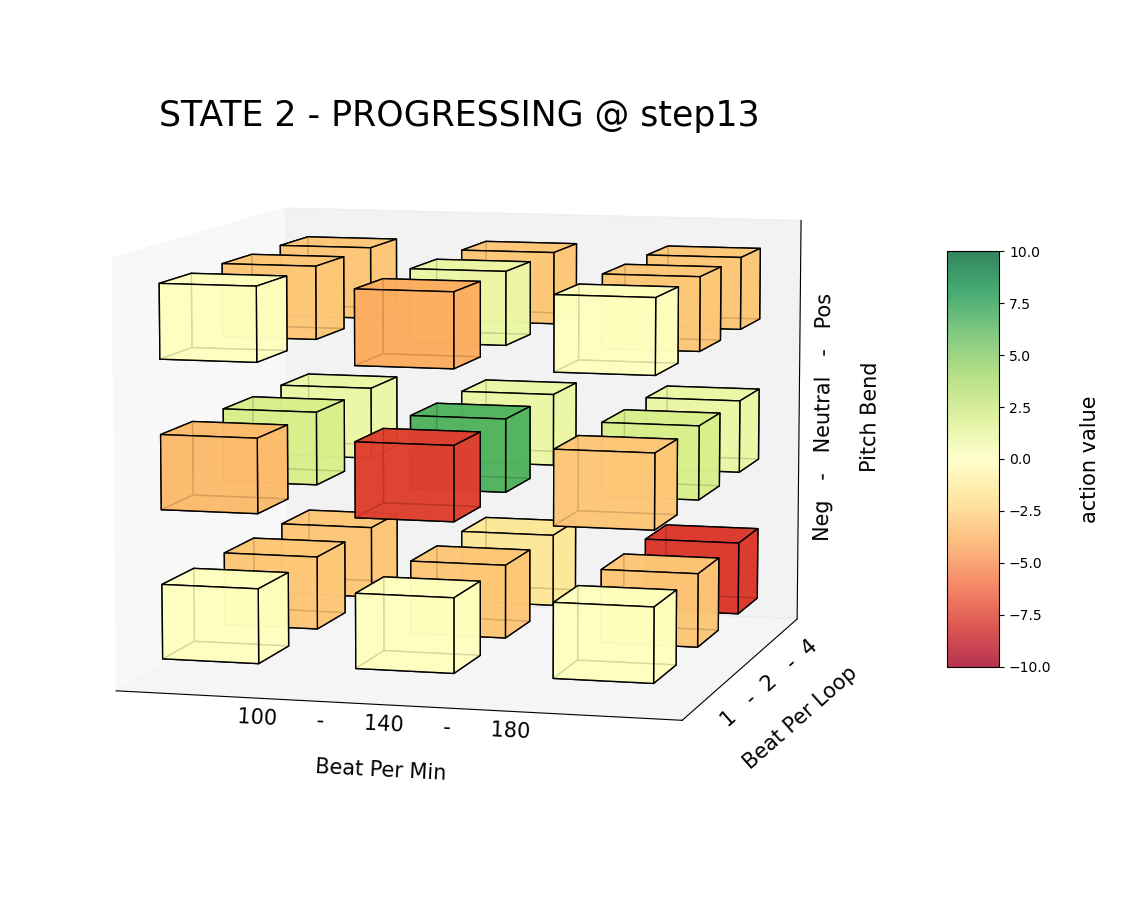 STATE 2 - PROGRESSING @ step13
Neg - Neutral - Pos
Pitch Bend
100 - 140 - 180
Beat Per Min
1 - 2 - 4
Beat Per Loop
10.0
7.5
5.0
2.5
0.0
−2.5
−5.0
−7.5
−10.0
action value